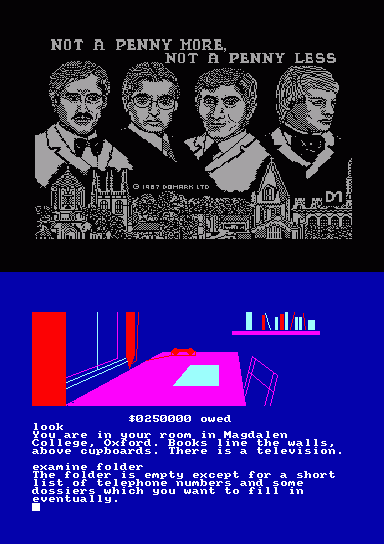 NOT A PENNY MORE,
NOT A PENNY LESS
© 1987 DOMARK LTD
DM
$0250000 owed
look
You are in your room in Magdalen
College, Oxford. Books line the walls,
above cupboards. There is a television.
examine folder
The folder is empty except for a short
list of telephone numbers and some
dossiers which you want to fill in
eventually.